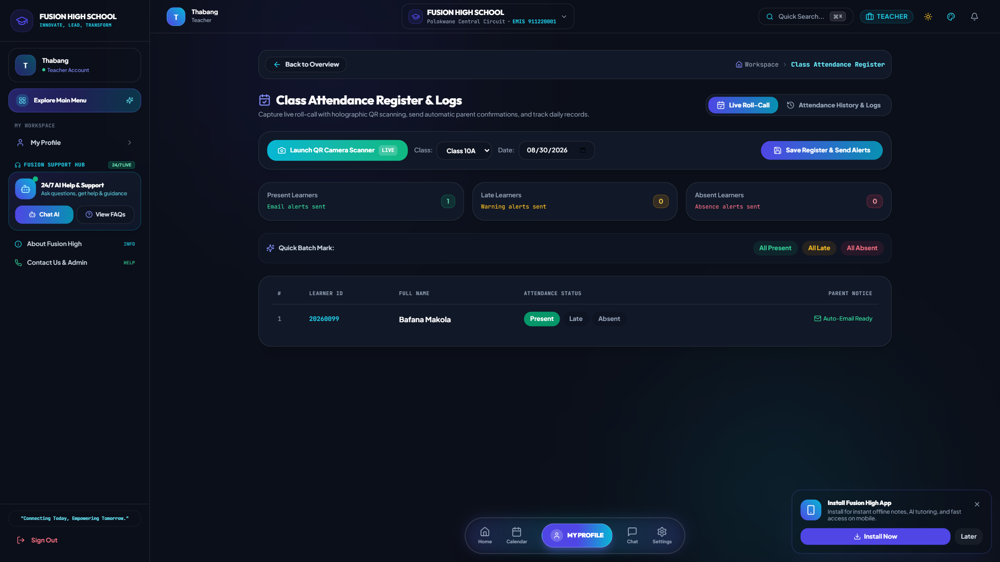 FUSION HIGH SCHOOL
INNOVATE, LEAD, TRANSFORM
T
Thabang
Teacher Account
Explore Main Menu
MY WORKSPACE
My Profile
FUSION SUPPORT HUB
24/7 LIVE
24/7 AI Help & Support
Ask questions, get help & guidance
Chat AI
View FAQs
About Fusion High
INFO
Contact Us & Admin
HELP
"Connecting Today, Empowering Tomorrow."
Sign Out
T
Thabang
Teacher
FUSION HIGH SCHOOL
Polokwane Central Circuit • EMIS 911220001
Quick Search...
⌘K
TEACHER
Back to Overview
Workspace > Class Attendance Register
Class Attendance Register & Logs
Capture live roll-call with holographic QR scanning, send automatic parent confirmations, and track daily records.
Live Roll-Call
Attendance History & Logs
Launch QR Camera Scanner LIVE
Class:
Class 10A
Date:
08/30/2026
Save Register & Send Alerts
Present Learners
Email alerts sent
1
Late Learners
Warning alerts sent
0
Absent Learners
Absence alerts sent
0
Quick Batch Mark:
All Present
All Late
All Absent
# LEARNER ID FULL NAME ATTENDANCE STATUS PARENT NOTICE
1 20260099 Bafana Makola Present Late Absent Auto-Email Ready
Home
Calendar
MY PROFILE
Chat
Settings
Install Fusion High App
Install for instant offline notes, AI tutoring, and fast
access on mobile.
Install Now
Later